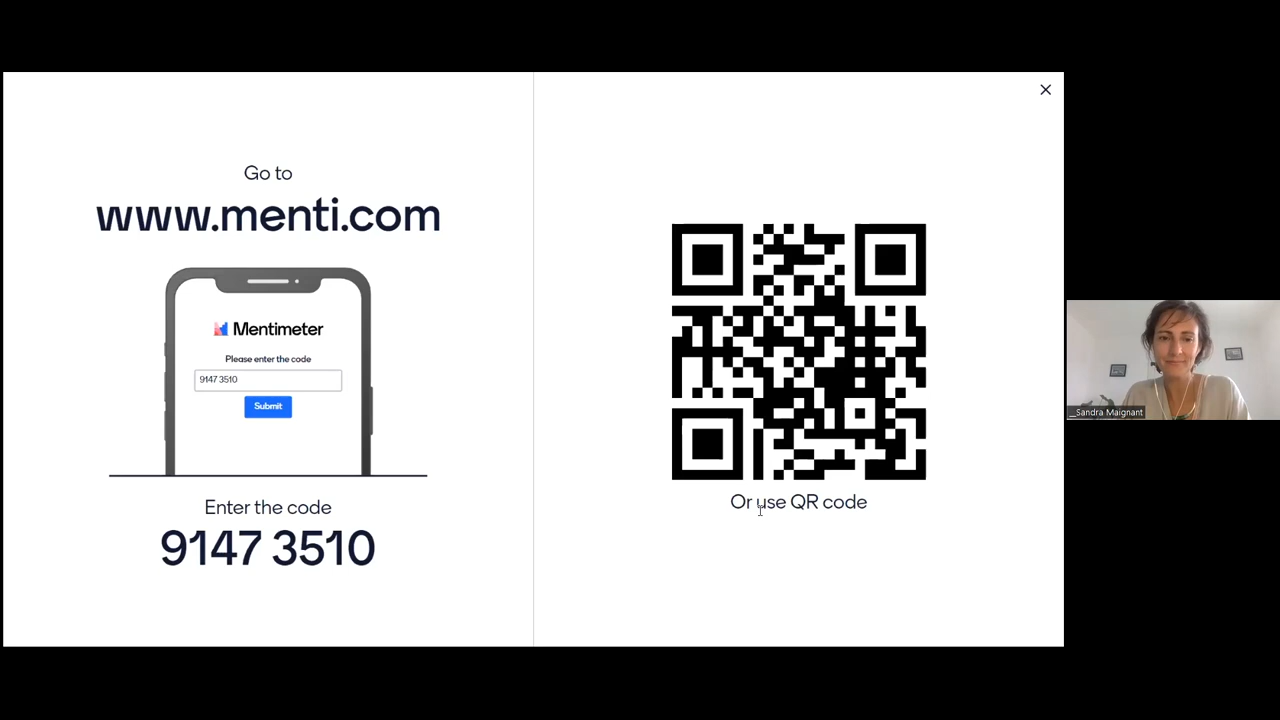 Go to
www.menti.com
Mentimeter
Please enter the code
9147 3510
Submit
Enter the code
9147 3510
Or use QR code
__Sandra Maignant